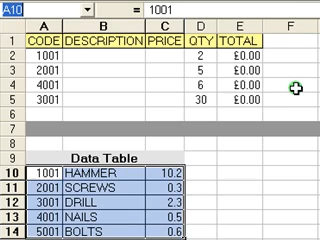 A10 1001
A B C D E F
1 CODE DESCRIPTION PRICE QTY TOTAL
2 1001 2 £0.00
3 2001 5 £0.00
4 4001 6 £0.00
5 3001 30 £0.00
6
7
8
9 Data Table
10 1001 HAMMER 10.2
11 2001 SCREWS 0.3
12 3001 DRILL 2.3
13 4001 NAILS 0.5
14 5001 BOLTS 0.6